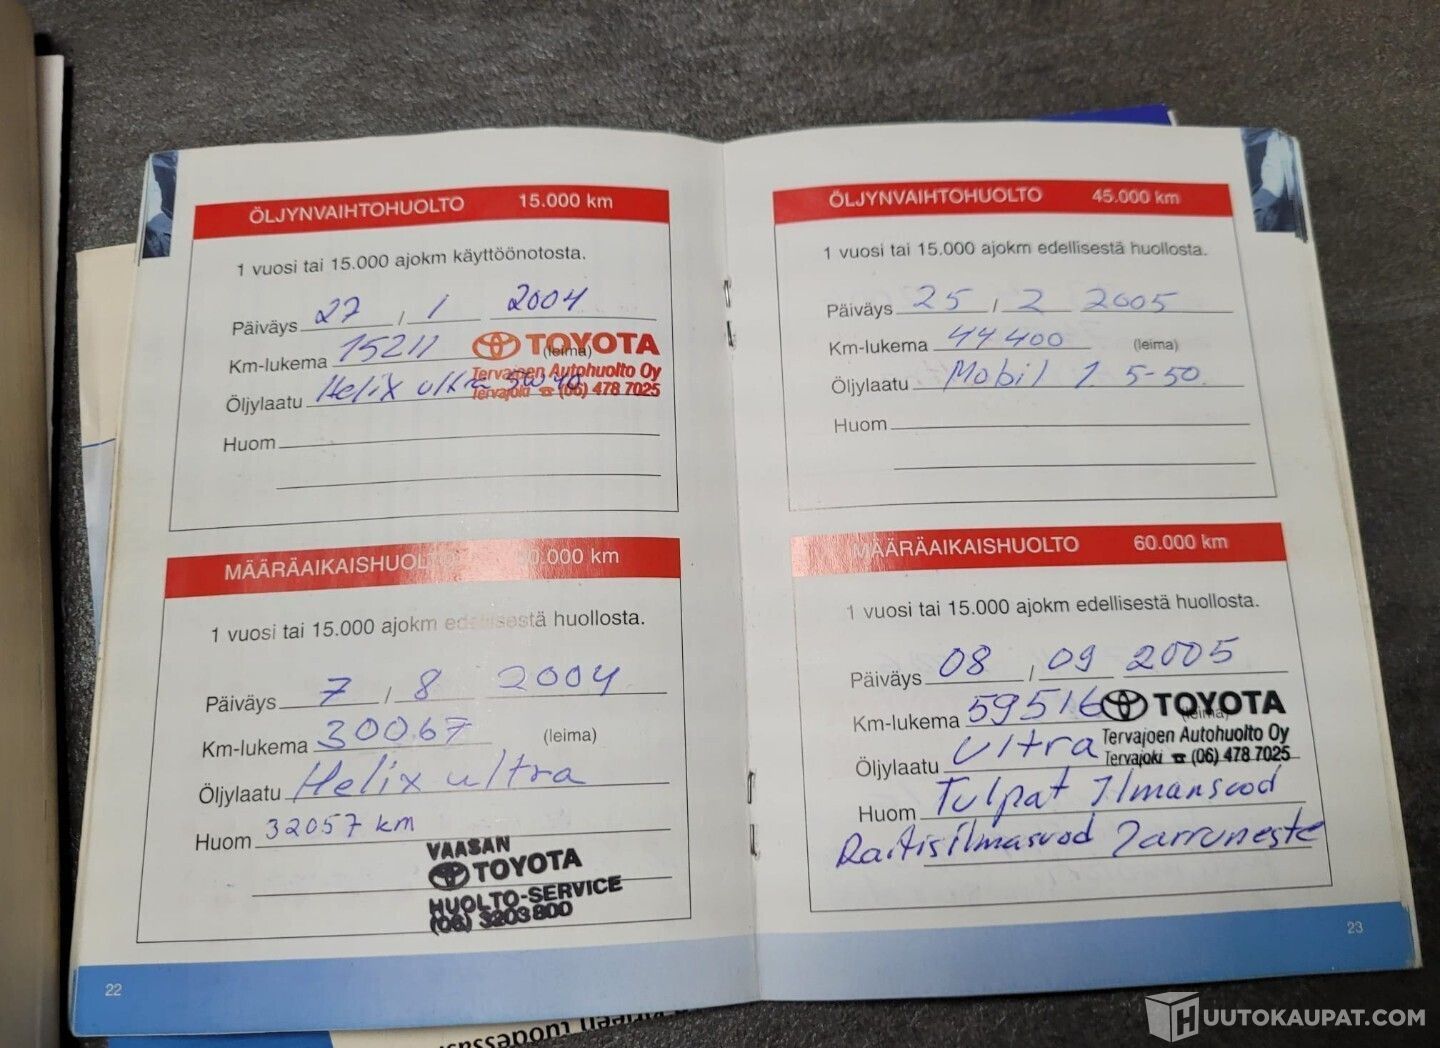 ÖLJYNVAIHTOHUOLTO 15.000 km
1 vuosi tai 15.000 ajokm käyttöönotosta.
Päiväys 27 / 1 2004
Km-lukema 15211 (leima)
Öljylaatu Helix ultra 5w40
Huom
TOYOTA
Tervajoen Autohuolto Oy
Tervajoki ☎ (06) 478 7025
MÄÄRÄAIKAISHUOLTO 30.000 km
1 vuosi tai 15.000 ajokm edellisestä huollosta.
Päiväys 7 / 8 2004
Km-lukema 30067 (leima)
Öljylaatu Helix ultra
Huom 32057 km
VAASAN
TOYOTA
HUOLTO-SERVICE
(06) 3203800
22
ÖLJYNVAIHTOHUOLTO 45.000 km
1 vuosi tai 15.000 ajokm edellisestä huollosta.
Päiväys 25 / 2 2005
Km-lukema 44400 (leima)
Öljylaatu Mobil 1 5-50
Huom
MÄÄRÄAIKAISHUOLTO 60.000 km
1 vuosi tai 15.000 ajokm edellisestä huollosta.
Päiväys 08 / 09 2005
Km-lukema 59516 (leima)
Öljylaatu Ultra
Huom Tulpat Ilmansuod
Raitisilmasuod Jarruneste
TOYOTA
Tervajoen Autohuolto Oy
Tervajoki ☎ (06) 478 7025
23
HUUTOKAUPAT.COM